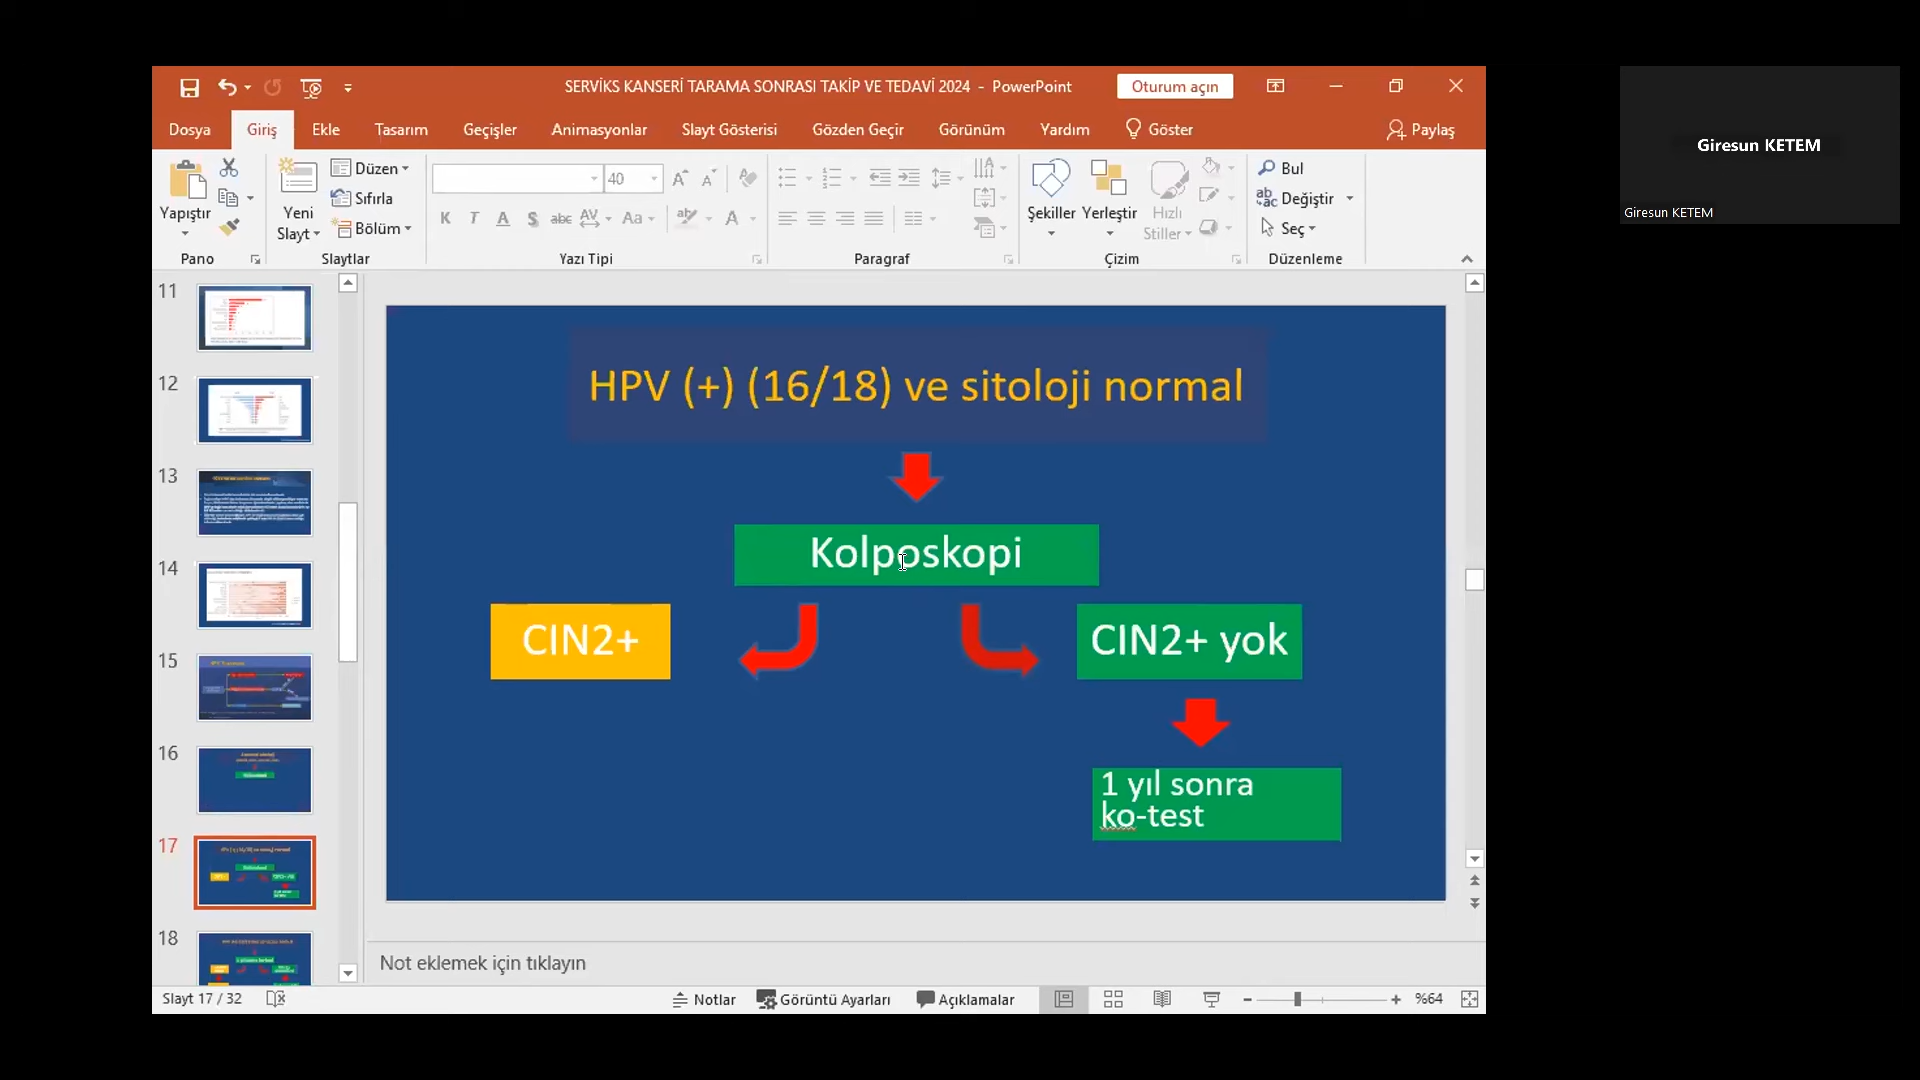 SERVİKS KANSERİ TARAMA SONRASI TAKİP VE TEDAVİ 2024 - PowerPoint
Oturum açın
Dosya Giriş Ekle Tasarım Geçişler Animasyonlar Slayt Gösterisi Gözden Geçir Görünüm Yardım Göster Paylaş
Yapıştır
Yeni Slayt
Düzen
Sıfırla
Bölüm
40
K T A S abc AV Aa A
Şekiller
Yerleştir
Hızlı Stiller
Bul
Değiştir
Seç
Pano Slaytlar Yazı Tipi Paragraf Çizim Düzenleme
11
12
13
14
15
16
17
18
HPV (+) (16/18) ve sitoloji normal
Kolposkopi
CIN2+
CIN2+ yok
1 yıl sonra
ko-test
Not eklemek için tıklayın
Slayt 17 / 32
Notlar Görüntü Ayarları Açıklamalar %64
Giresun KETEM
Giresun KETEM